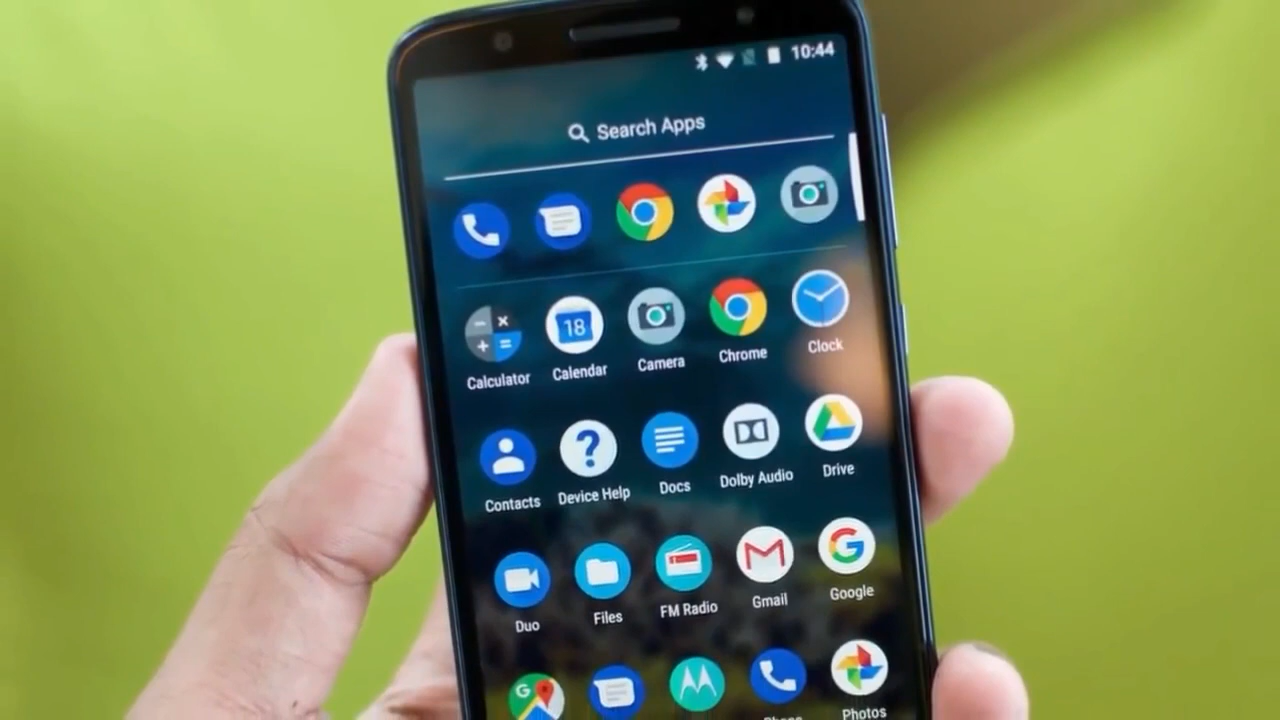 10:44
Search Apps
18
Calculator Calendar Camera Chrome Clock
Contacts Device Help Docs Dolby Audio Drive
Duo Files FM Radio Gmail Google
G
Phone Photos